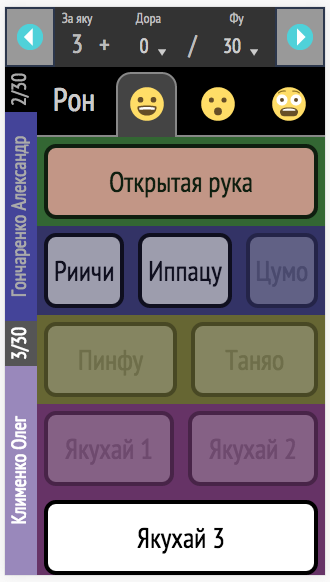 За яку Дора Фу
3 + 0 / 30
2/30
Рон
Гончаренко Александр
Открытая рука
Риичи Иппацу Цумо
3/30
Пинфу Таняо
Клименко Олег
Якухай 1 Якухай 2
Якухай 3